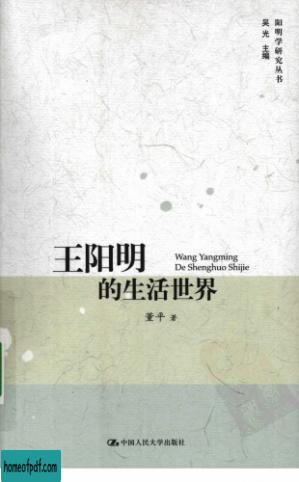 阳明学研究丛书
吴光 主编
王阳明
Wang Yangming
De Shenghuo Shijie
的生活世界
董平 著
中国人民大学出版社
homeofpdf.com